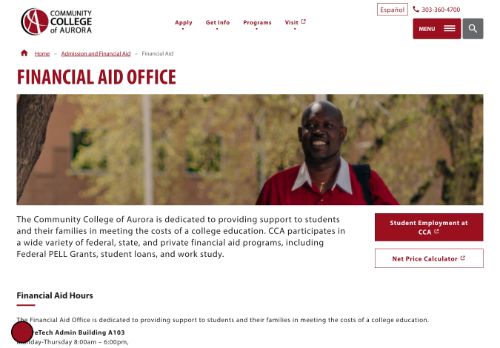 Español 303-360-4700
COMMUNITY
COLLEGE
of AURORA
Apply Get Info Programs Visit
MENU
Home – Admission and Financial Aid – Financial Aid
FINANCIAL AID OFFICE
The Community College of Aurora is dedicated to providing support to students
and their families in meeting the costs of a college education. CCA participates in
a wide variety of federal, state, and private financial aid programs, including
Federal PELL Grants, student loans, and work study.
Student Employment at
CCA
Net Price Calculator
Financial Aid Hours
The Financial Aid Office is dedicated to providing support to students and their families in meeting the costs of a college education.
Tech Admin Building A103
Monday-Thursday 8:00am – 6:00pm,